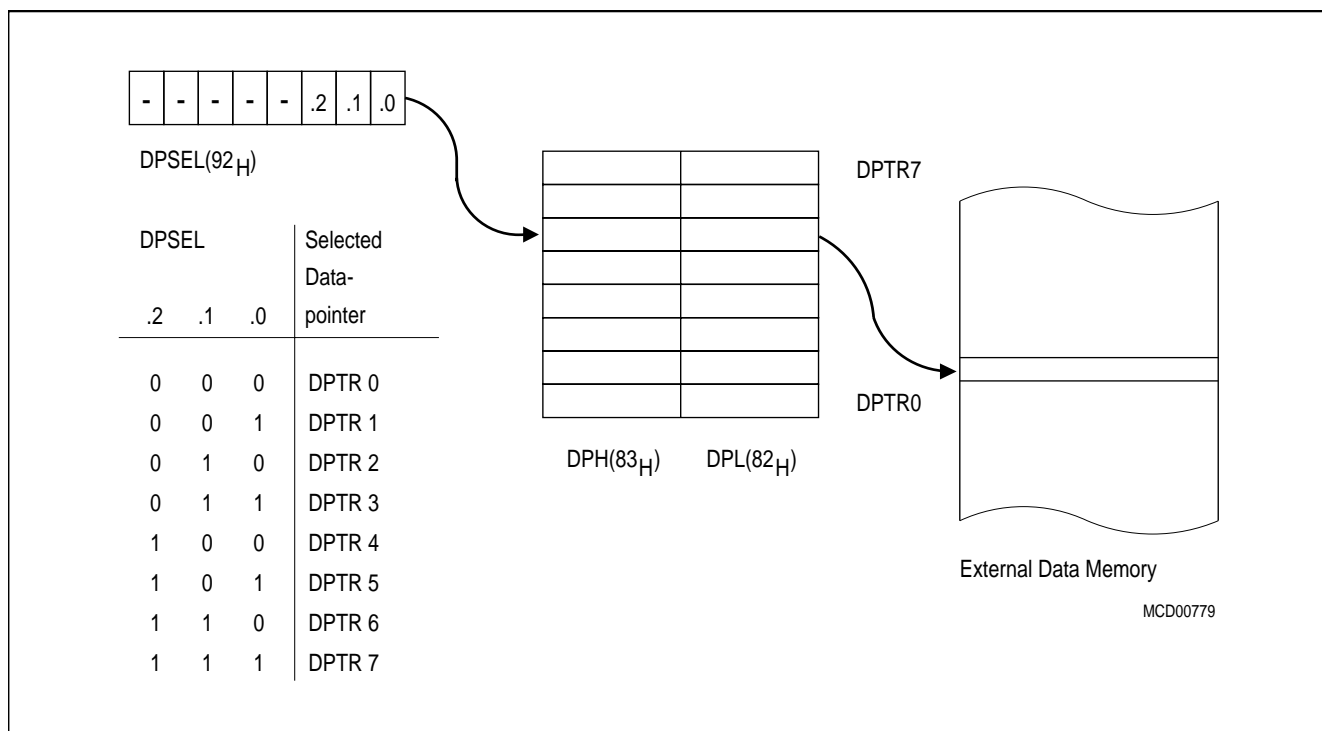 - - - - - .2 .1 .0
DPSEL(92H)
DPSEL Selected
Data-
.2 .1 .0 pointer
0 0 0 DPTR 0
0 0 1 DPTR 1
0 1 0 DPTR 2
0 1 1 DPTR 3
1 0 0 DPTR 4
1 0 1 DPTR 5
1 1 0 DPTR 6
1 1 1 DPTR 7
DPTR7
DPTR0
DPH(83H) DPL(82H)
External Data Memory
MCD00779